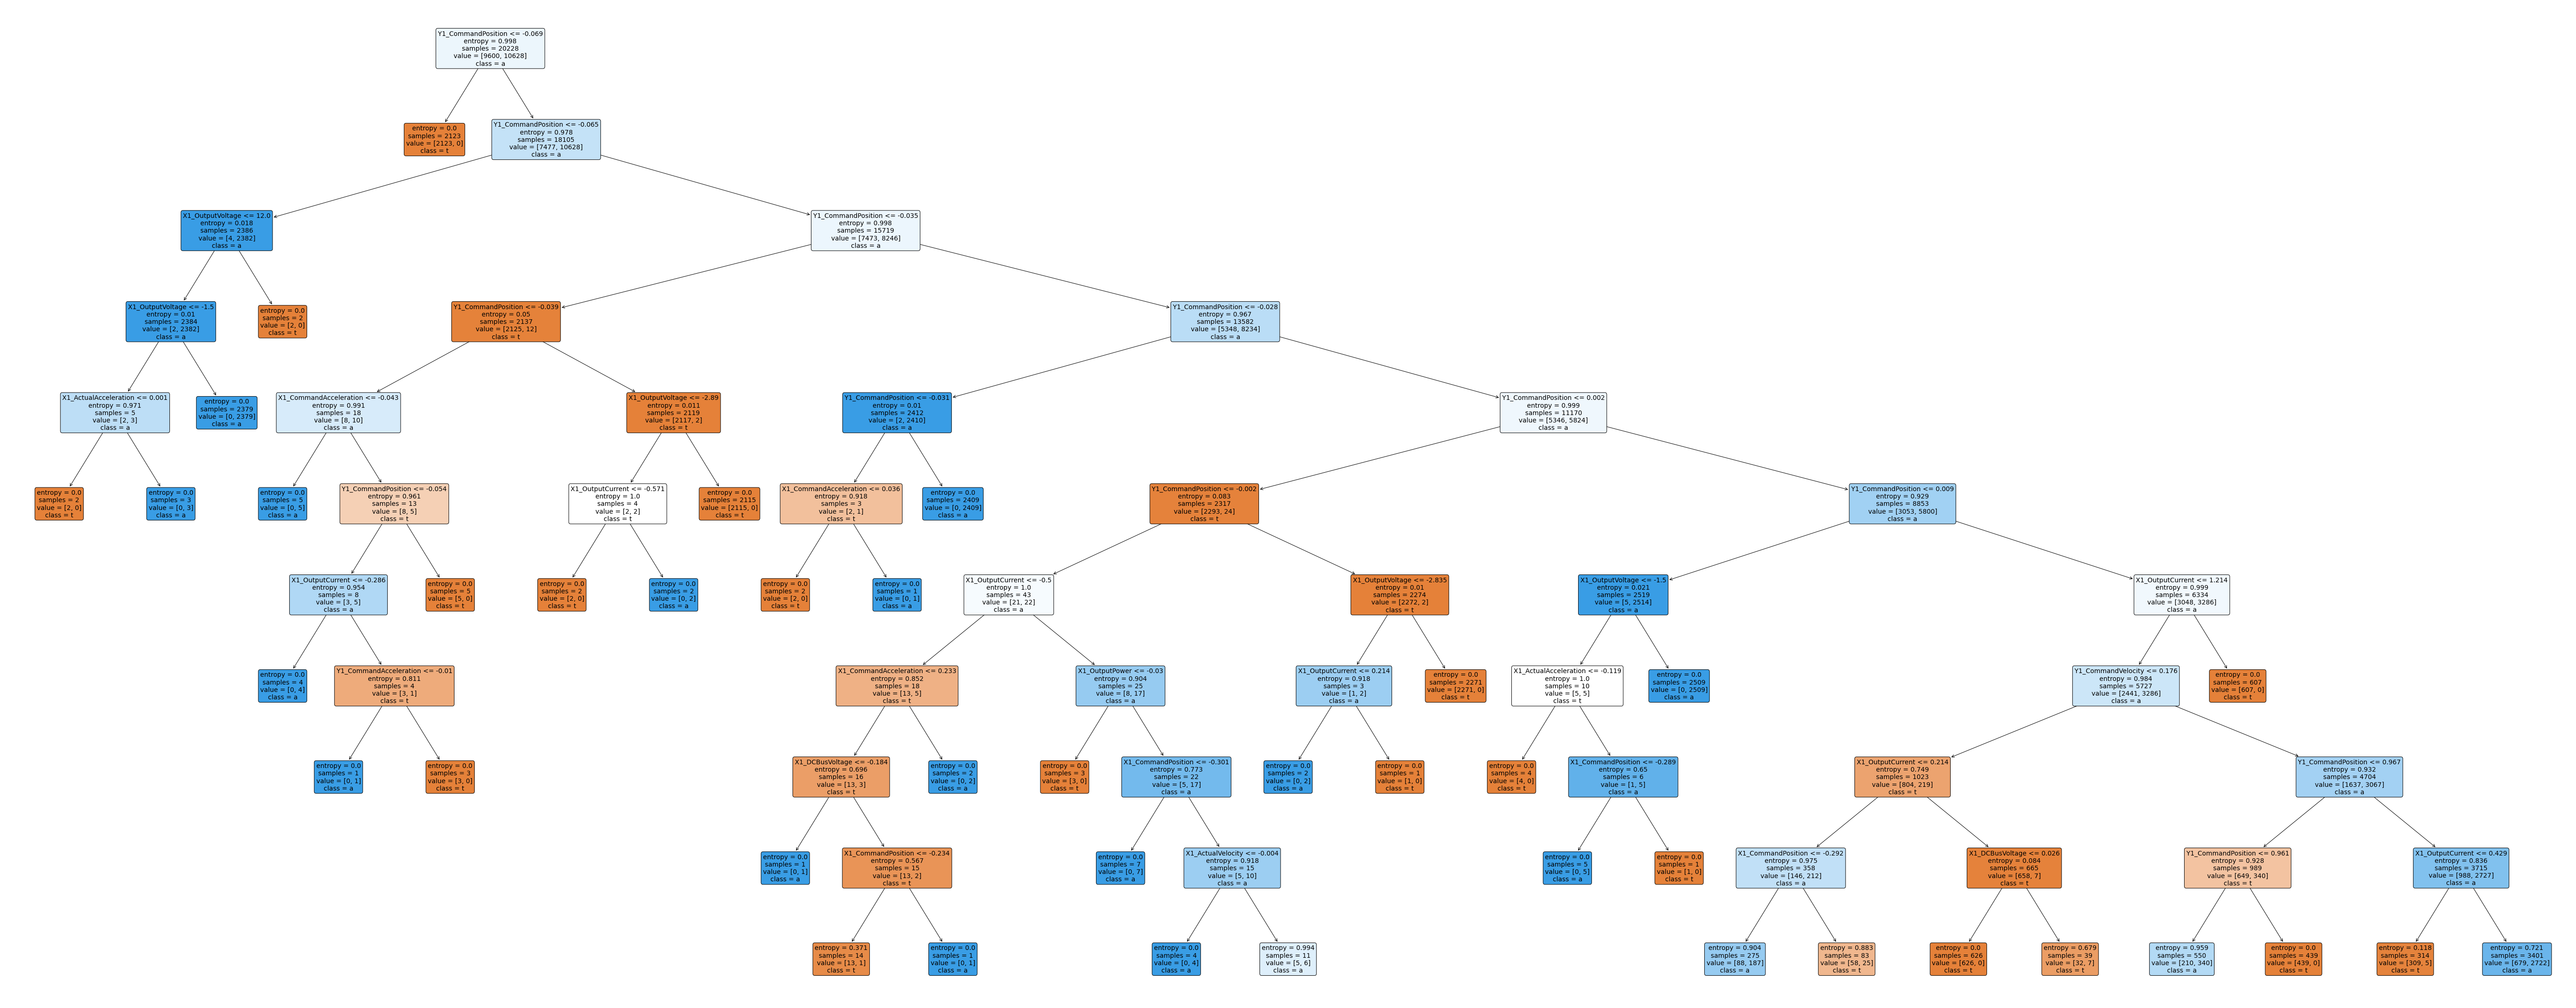 Y1_CommandPosition <= -0.069
entropy = 0.998
samples = 20228
value = [9600, 10628]
class = a
entropy = 0.0
samples = 2123
value = [2123, 0]
class = t
Y1_CommandPosition <= -0.065
entropy = 0.978
samples = 18105
value = [7477, 10628]
class = a
X1_OutputVoltage <= 12.0
entropy = 0.018
samples = 2386
value = [4, 2382]
class = a
Y1_CommandPosition <= -0.035
entropy = 0.998
samples = 15719
value = [7473, 8246]
class = a
X1_OutputVoltage <= -1.5
entropy = 0.01
samples = 2384
value = [2, 2382]
class = a
entropy = 0.0
samples = 2
value = [2, 0]
class = t
Y1_CommandPosition <= -0.039
entropy = 0.05
samples = 2137
value = [2125, 12]
class = t
Y1_CommandPosition <= -0.028
entropy = 0.967
samples = 13582
value = [5348, 8234]
class = a
X1_ActualAcceleration <= 0.001
entropy = 0.971
samples = 5
value = [2, 3]
class = a
entropy = 0.0
samples = 2379
value = [0, 2379]
class = a
X1_CommandAcceleration <= -0.043
entropy = 0.991
samples = 18
value = [8, 10]
class = a
X1_OutputVoltage <= -2.89
entropy = 0.011
samples = 2119
value = [2117, 2]
class = t
Y1_CommandPosition <= -0.031
entropy = 0.01
samples = 2412
value = [2, 2410]
class = a
Y1_CommandPosition <= 0.002
entropy = 0.999
samples = 11170
value = [5346, 5824]
class = a
entropy = 0.0
samples = 2
value = [2, 0]
class = t
entropy = 0.0
samples = 3
value = [0, 3]
class = a
entropy = 0.0
samples = 5
value = [0, 5]
class = a
Y1_CommandPosition <= -0.054
entropy = 0.961
samples = 13
value = [8, 5]
class = t
X1_OutputCurrent <= -0.571
entropy = 1.0
samples = 4
value = [2, 2]
class = t
entropy = 0.0
samples = 2115
value = [2115, 0]
class = t
X1_CommandAcceleration <= 0.036
entropy = 0.918
samples = 3
value = [2, 1]
class = t
entropy = 0.0
samples = 2409
value = [0, 2409]
class = a
Y1_CommandPosition <= -0.002
entropy = 0.083
samples = 2317
value = [2293, 24]
class = t
Y1_CommandPosition <= 0.009
entropy = 0.929
samples = 8853
value = [3053, 5800]
class = a
X1_OutputCurrent <= -0.286
entropy = 0.954
samples = 8
value = [3, 5]
class = a
entropy = 0.0
samples = 5
value = [5, 0]
class = t
entropy = 0.0
samples = 2
value = [2, 0]
class = t
entropy = 0.0
samples = 2
value = [0, 2]
class = a
entropy = 0.0
samples = 2
value = [2, 0]
class = t
entropy = 0.0
samples = 1
value = [0, 1]
class = a
X1_OutputCurrent <= -0.5
entropy = 1.0
samples = 43
value = [21, 22]
class = a
X1_OutputVoltage <= -2.835
entropy = 0.01
samples = 2274
value = [2272, 2]
class = t
X1_OutputVoltage <= -1.5
entropy = 0.021
samples = 2519
value = [5, 2514]
class = a
X1_OutputCurrent <= 1.214
entropy = 0.999
samples = 6334
value = [3048, 3286]
class = a
entropy = 0.0
samples = 4
value = [0, 4]
class = a
Y1_CommandAcceleration <= -0.01
entropy = 0.811
samples = 4
value = [3, 1]
class = t
X1_CommandAcceleration <= 0.233
entropy = 0.852
samples = 18
value = [13, 5]
class = t
X1_OutputPower <= -0.03
entropy = 0.904
samples = 25
value = [8, 17]
class = a
X1_OutputCurrent <= 0.214
entropy = 0.918
samples = 3
value = [1, 2]
class = a
entropy = 0.0
samples = 2271
value = [2271, 0]
class = t
X1_ActualAcceleration <= -0.119
entropy = 1.0
samples = 10
value = [5, 5]
class = t
entropy = 0.0
samples = 2509
value = [0, 2509]
class = a
Y1_CommandVelocity <= 0.176
entropy = 0.984
samples = 5727
value = [2441, 3286]
class = a
entropy = 0.0
samples = 607
value = [607, 0]
class = t
entropy = 0.0
samples = 1
value = [0, 1]
class = a
entropy = 0.0
samples = 3
value = [3, 0]
class = t
X1_DCBusVoltage <= -0.184
entropy = 0.696
samples = 16
value = [13, 3]
class = t
entropy = 0.0
samples = 2
value = [0, 2]
class = a
entropy = 0.0
samples = 3
value = [3, 0]
class = t
X1_CommandPosition <= -0.301
entropy = 0.773
samples = 22
value = [5, 17]
class = a
entropy = 0.0
samples = 2
value = [0, 2]
class = a
entropy = 0.0
samples = 1
value = [1, 0]
class = t
entropy = 0.0
samples = 4
value = [4, 0]
class = t
X1_CommandPosition <= -0.289
entropy = 0.65
samples = 6
value = [1, 5]
class = a
X1_OutputCurrent <= 0.214
entropy = 0.749
samples = 1023
value = [804, 219]
class = t
Y1_CommandPosition <= 0.967
entropy = 0.932
samples = 4704
value = [1637, 3067]
class = a
entropy = 0.0
samples = 1
value = [0, 1]
class = a
X1_CommandPosition <= -0.234
entropy = 0.567
samples = 15
value = [13, 2]
class = t
entropy = 0.0
samples = 7
value = [0, 7]
class = a
X1_ActualVelocity <= -0.004
entropy = 0.918
samples = 15
value = [5, 10]
class = a
entropy = 0.0
samples = 5
value = [0, 5]
class = a
entropy = 0.0
samples = 1
value = [1, 0]
class = t
X1_CommandPosition <= -0.292
entropy = 0.975
samples = 358
value = [146, 212]
class = a
X1_DCBusVoltage <= 0.026
entropy = 0.084
samples = 665
value = [658, 7]
class = t
Y1_CommandPosition <= 0.961
entropy = 0.928
samples = 989
value = [649, 340]
class = t
X1_OutputCurrent <= 0.429
entropy = 0.836
samples = 3715
value = [988, 2727]
class = a
entropy = 0.371
samples = 14
value = [13, 1]
class = t
entropy = 0.0
samples = 1
value = [0, 1]
class = a
entropy = 0.0
samples = 4
value = [0, 4]
class = a
entropy = 0.994
samples = 11
value = [5, 6]
class = a
entropy = 0.904
samples = 275
value = [88, 187]
class = a
entropy = 0.883
samples = 83
value = [58, 25]
class = t
entropy = 0.0
samples = 626
value = [626, 0]
class = t
entropy = 0.679
samples = 39
value = [32, 7]
class = t
entropy = 0.959
samples = 550
value = [210, 340]
class = a
entropy = 0.0
samples = 439
value = [439, 0]
class = t
entropy = 0.118
samples = 314
value = [309, 5]
class = t
entropy = 0.721
samples = 3401
value = [679, 2722]
class = a